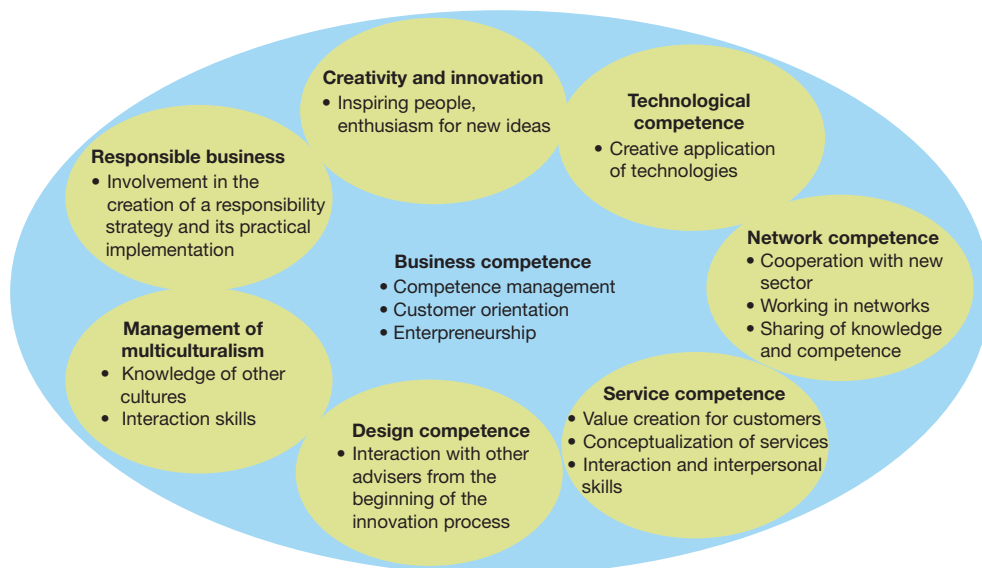 Creativity and innovation
• Inspiring people,
enthusiasm for new ideas
Technological
competence
• Creative application
of technologies
Responsible business
• Involvement in the
creation of a responsibility
strategy and its practical
implementation
Network competence
• Cooperation with new
sector
• Working in networks
• Sharing of knowledge
and competence
Business competence
• Competence management
• Customer orientation
• Enterpreneurship
Management of
multiculturalism
• Knowledge of other
cultures
• Interaction skills
Service competence
• Value creation for customers
• Conceptualization of services
• Interaction and interpersonal
skills
Design competence
• Interaction with other
advisers from the
beginning of the
innovation process